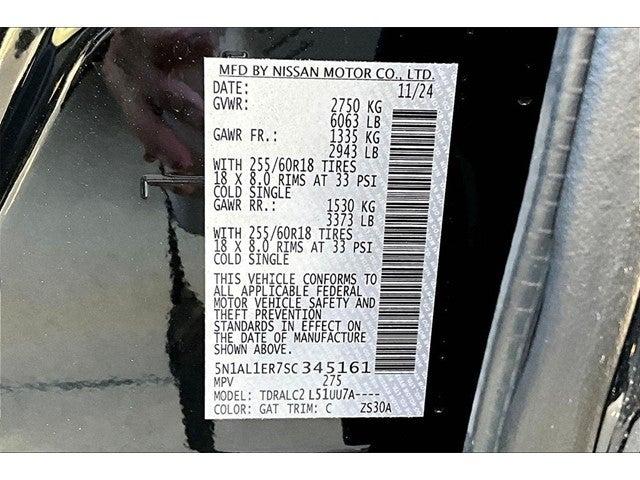 MFD BY NISSAN MOTOR CO., LTD.
DATE: 11/24
GVWR: 2750 KG
6063 LB
GAWR FR.: 1335 KG
2943 LB
WITH 255/60R18 TIRES
18 X 8.0 RIMS AT 33 PSI
COLD SINGLE
GAWR RR.: 1530 KG
3373 LB
WITH 255/60R18 TIRES
18 X 8.0 RIMS AT 33 PSI
COLD SINGLE
THIS VEHICLE CONFORMS TO
ALL APPLICABLE FEDERAL
MOTOR VEHICLE SAFETY AND
THEFT PREVENTION
STANDARDS IN EFFECT ON
THE DATE OF MANUFACTURE
SHOWN ABOVE.
5N1AL1ER7SC345161
MPV 275
MODEL: TDRALC2 L51UU7A----
COLOR: GAT TRIM: C ZS30A